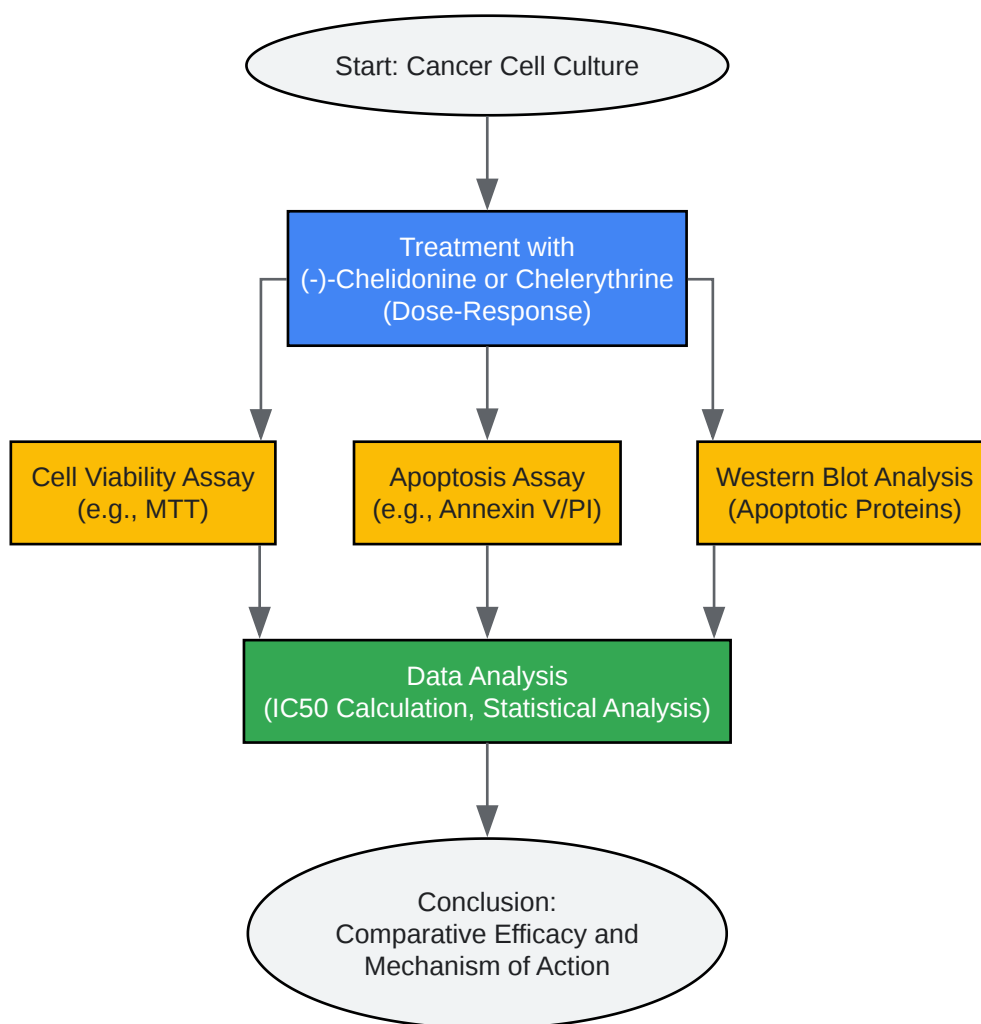 Start: Cancer Cell Culture
Treatment with
(-)-Chelidonine or Chelerythrine
(Dose-Response)
Cell Viability Assay
(e.g., MTT)
Apoptosis Assay
(e.g., Annexin V/PI)
Western Blot Analysis
(Apoptotic Proteins)
Data Analysis
(IC50 Calculation, Statistical Analysis)
Conclusion:
Comparative Efficacy and
Mechanism of Action